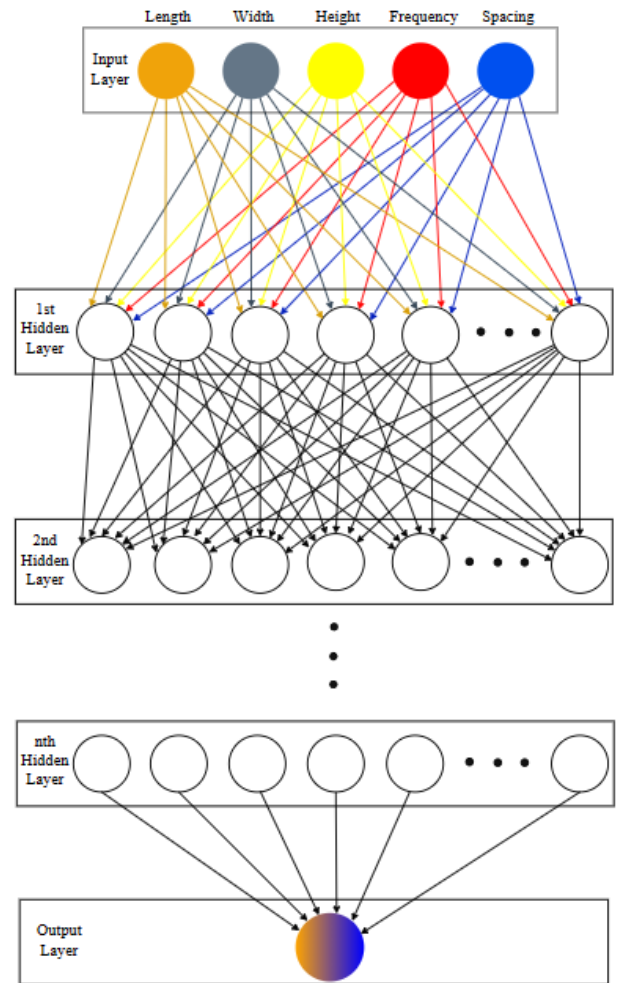 Length Width Height Frequency Spacing
Input
Layer
1st
Hidden
Layer
2nd
Hidden
Layer
nth
Hidden
Layer
Output
Layer